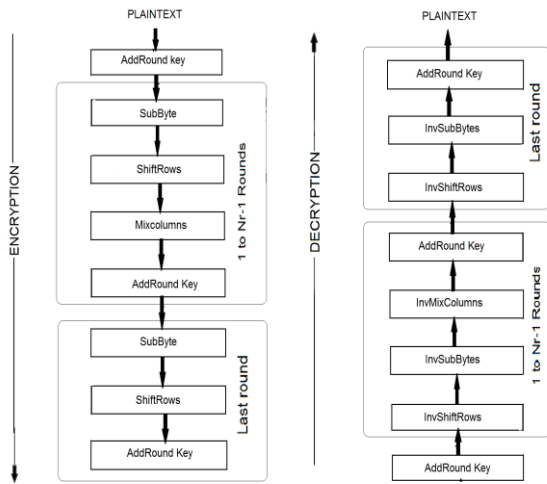 PLAINTEXT
AddRound key
SubByte
ShiftRows
Mixcolumns
AddRound Key
1 to Nr-1 Rounds
SubByte
ShiftRows
AddRound Key
Last round
ENCRYPTION
PLAINTEXT
AddRound Key
InvSubBytes
InvShiftRows
Last round
AddRound Key
InvMixColumns
InvSubBytes
InvShiftRows
1 to Nr-1 Rounds
AddRound Key
DECRYPTION